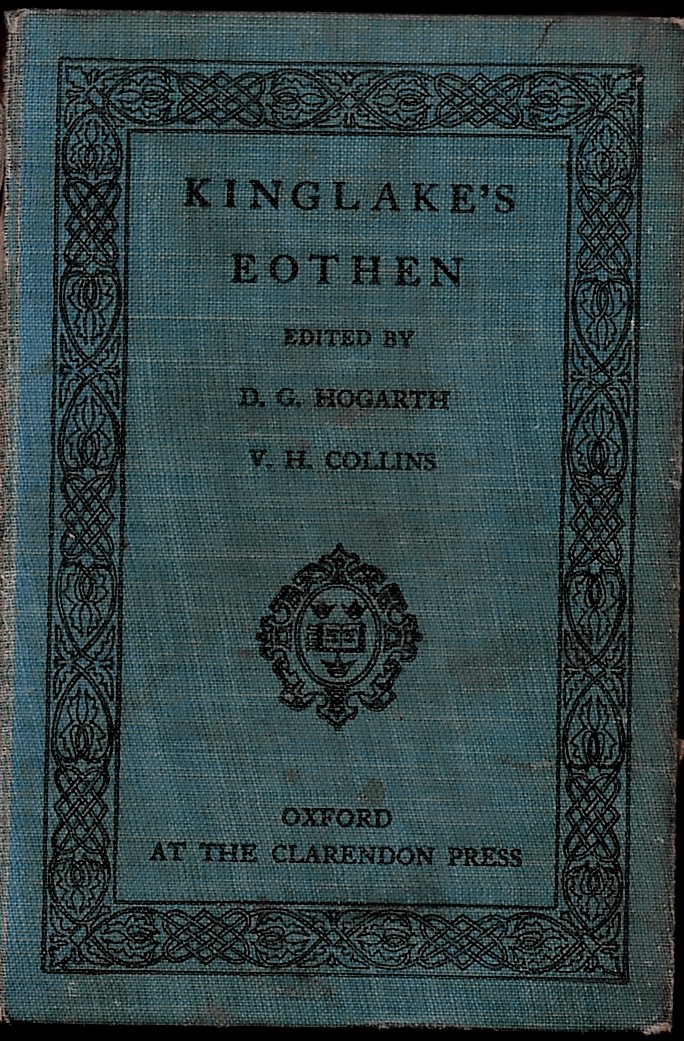 KINGLAKE'S
EOTHEN
EDITED BY
D. G. HOGARTH
V. H. COLLINS
OXFORD
AT THE CLARENDON PRESS